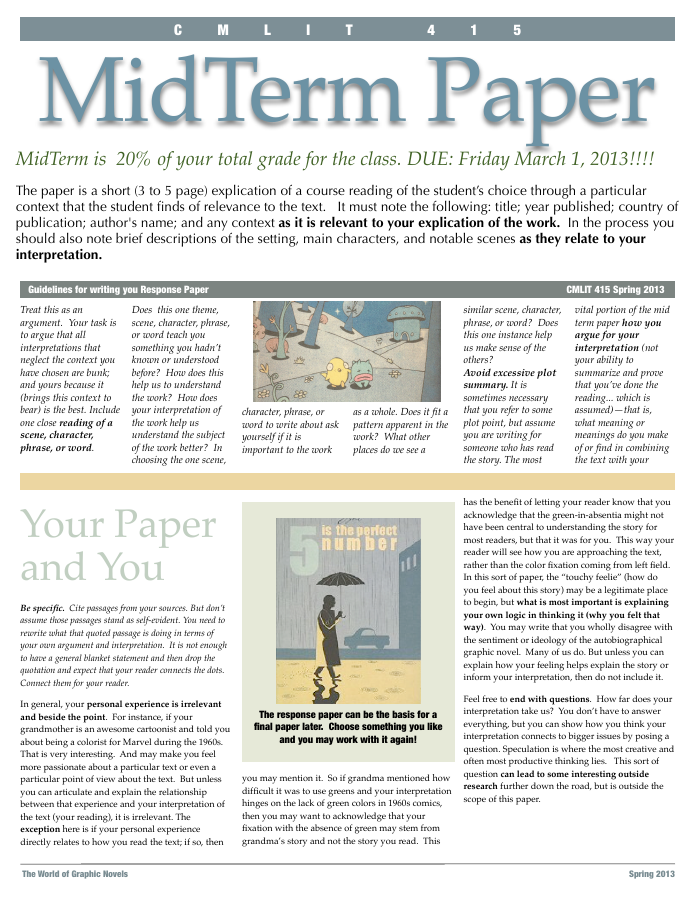 CMLIT 415
MidTerm Paper
MidTerm is  20% of your total grade for the class. DUE: Friday March 1, 2013!!!!
The paper is a short (3 to 5 page) explication of a course reading of the student's choice through a particular
context that the student finds of relevance to the text.   It must note the following: title; year published; country of
publication; author's name; and any context as it is relevant to your explication of the work.  In the process you
should also note brief descriptions of the setting, main characters, and notable scenes as they relate to your
interpretation.
Guidelines for writing you Response Paper
CMLIT 415 Spring 2013
Treat this as an
argument.  Your task is
to argue that all
interpretations that
neglect the context you
have chosen are bunk;
and yours because it
(brings this context to
bear) is the best. Include
one close reading of a
scene, character,
phrase, or word.
Does  this one theme,
scene, character, phrase,
or word teach you
something you hadn't
known or understood
before?  How does this
help us to understand
the work?  How does
your interpretation of
the work help us
understand the subject
of the work better?  In
choosing the one scene,
character, phrase, or
word to write about ask
yourself if it is
important to the work
as a whole. Does it fit a
pattern apparent in the
work?  What other
places do we see a
similar scene, character,
phrase, or word?  Does
this one instance help
us make sense of the
others?
Avoid excessive plot
summary. It is
sometimes necessary
that you refer to some
plot point, but assume
you are writing for
someone who has read
the story. The most
vital portion of the mid
term paper how you
argue for your
interpretation (not
your ability to
summarize and prove
that you've done the
reading... which is
assumed)—that is,
what meaning or
meanings do you make
of or find in combining
the text with your
Your Paper
and You
Be specific.  Cite passages from your sources. But don't
assume those passages stand as self-evident. You need to
rewrite what that quoted passage is doing in terms of
your own argument and interpretation.  It is not enough
to have a general blanket statement and then drop the
quotation and expect that your reader connects the dots.
Connect them for your reader.
In general, your personal experience is irrelevant
and beside the point.  For instance, if your
grandmother is an awesome cartoonist and told you
about being a colorist for Marvel during the 1960s.
That is very interesting.  And may make you feel
more passionate about a particular text or even a
particular point of view about the text.  But unless
you can articulate and explain the relationship
between that experience and your interpretation of
the text (your reading), it is irrelevant. The
exception here is if your personal experience
directly relates to how you read the text; if so, then
5 is the perfect
number
The response paper can be the basis for a
final paper later.  Choose something you like
and you may work with it again!
you may mention it.  So if grandma mentioned how
difficult it was to use greens and your interpretation
hinges on the lack of green colors in 1960s comics,
then you may want to acknowledge that your
fixation with the absence of green may stem from
grandma's story and not the story you read.  This
has the benefit of letting your reader know that you
acknowledge that the green-in-absentia might not
have been central to understanding the story for
most readers, but that it was for you.  This way your
reader will see how you are approaching the text,
rather than the color fixation coming from left field.
In this sort of paper, the "touchy feelie" (how do
you feel about this story) may be a legitimate place
to begin, but what is most important is explaining
your own logic in thinking it (why you felt that
way).  You may write that you wholly disagree with
the sentiment or ideology of the autobiographical
graphic novel.  Many of us do. But unless you can
explain how your feeling helps explain the story or
inform your interpretation, then do not include it.
Feel free to end with questions.  How far does your
interpretation take us?  You don't have to answer
everything, but you can show how you think your
interpretation connects to bigger issues by posing a
question. Speculation is where the most creative and
often most productive thinking lies.   This sort of
question can lead to some interesting outside
research further down the road, but is outside the
scope of this paper.
The World of Graphic Novels
Spring 2013